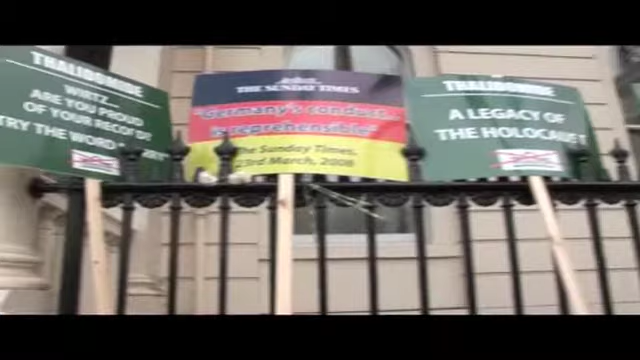 THALIDOMIDE
WIRTZ...
ARE YOU PROUD
OF YOUR RECORD
TRY THE WORD
THE SUNDAY TIMES
"Germany's conduct...
is reprehensible"
The Sunday Times,
23rd March, 2008
THALIDOMIDE
A LEGACY OF
THE HOLOCAUST